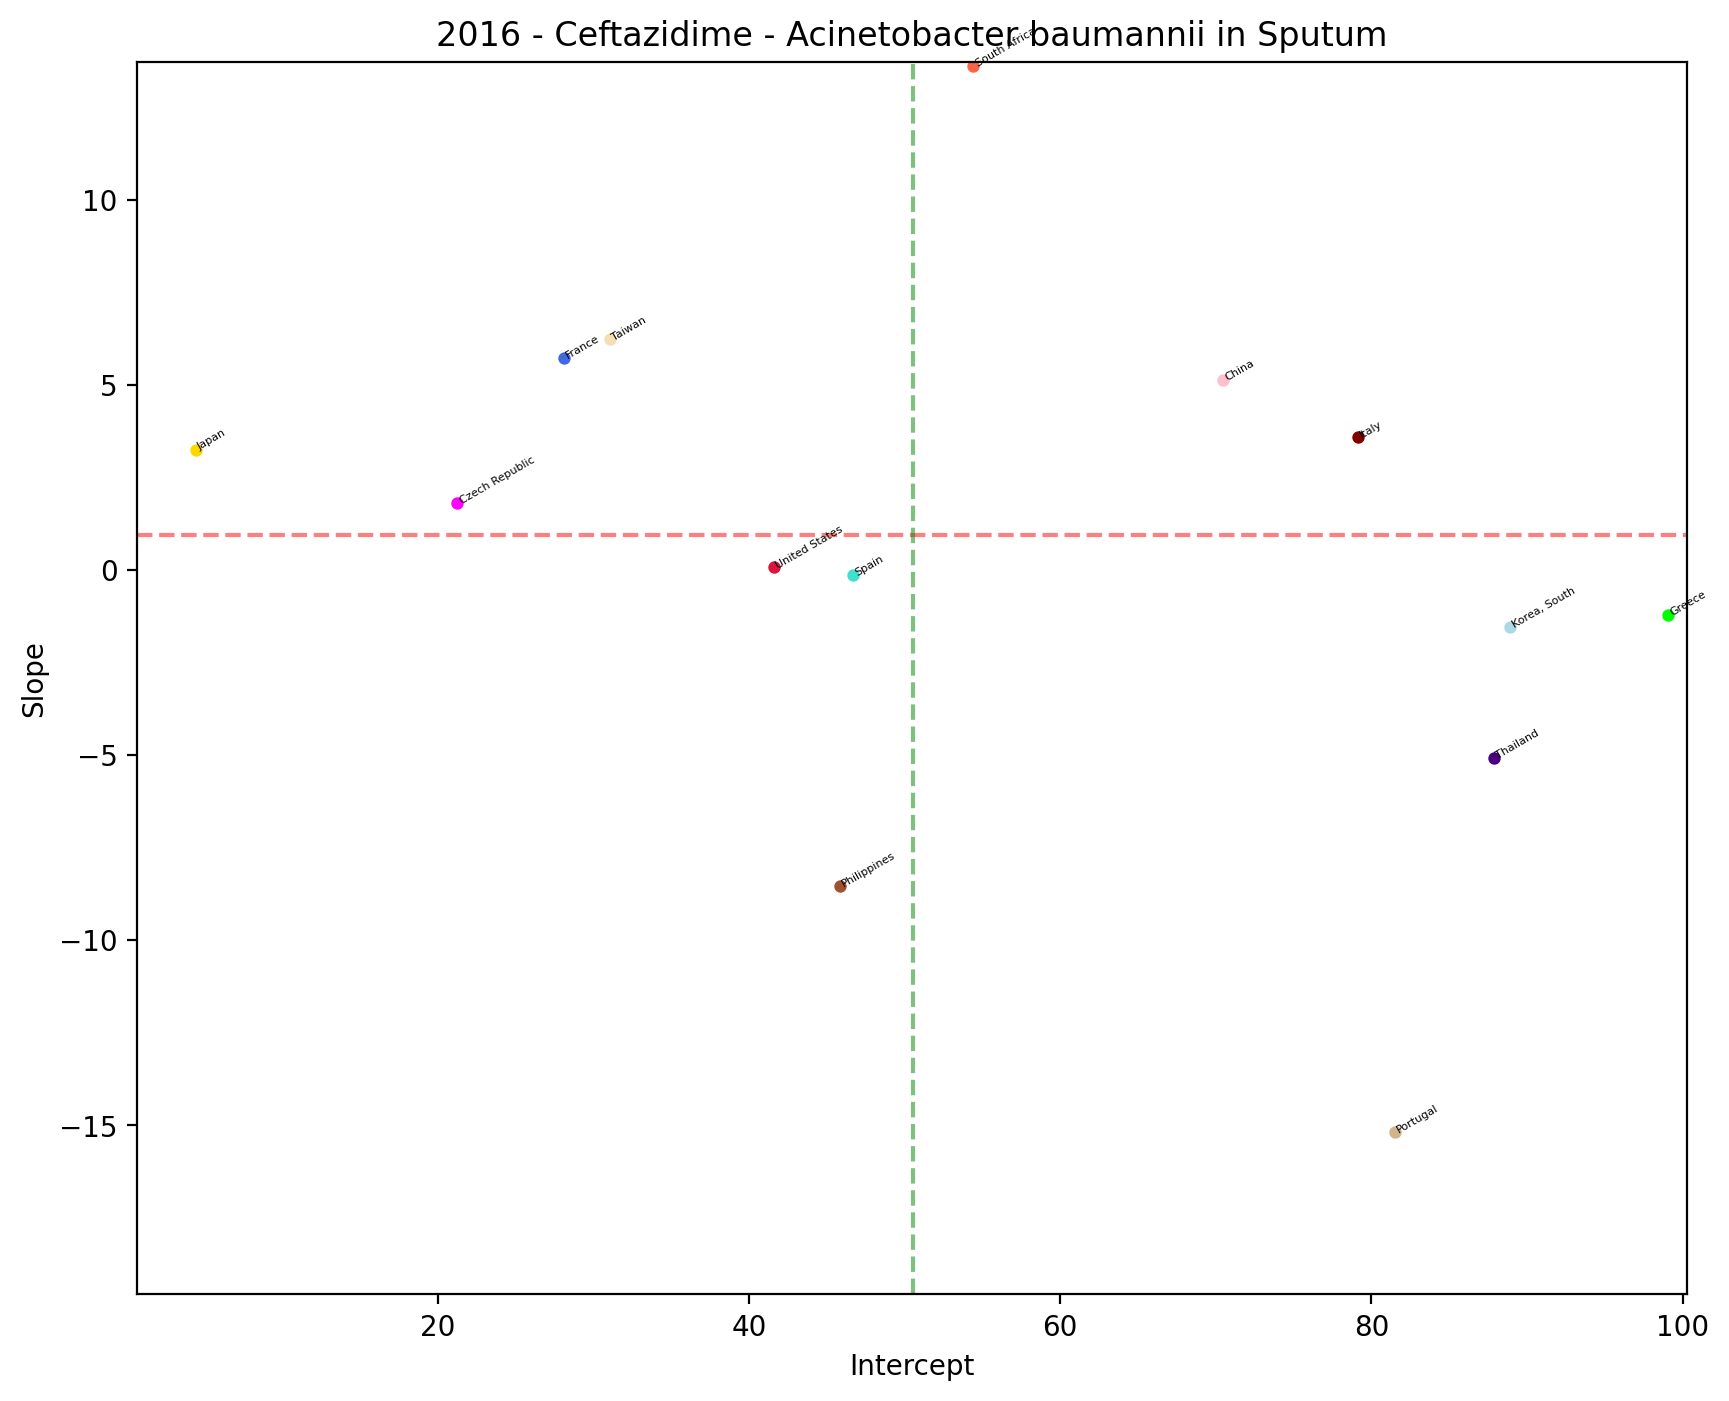 2016 - Ceftazidime - Acinetobacter baumannii in Sputum
South Africa
10
Taiwan
France
China
5
Italy
Japan
Czech Republic
United States
Spain
0
Korea, South
Greece
Slope
Thailand
−5
Philippines
−10
Portugal
−15
20
40
60
80
100
Intercept